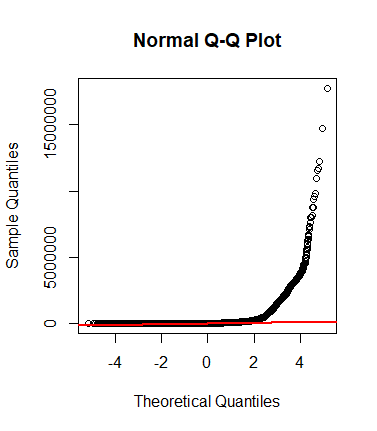 Normal Q-Q Plot
Sample Quantiles
15000000
5000000
0
-4 -2 0 2 4
Theoretical Quantiles